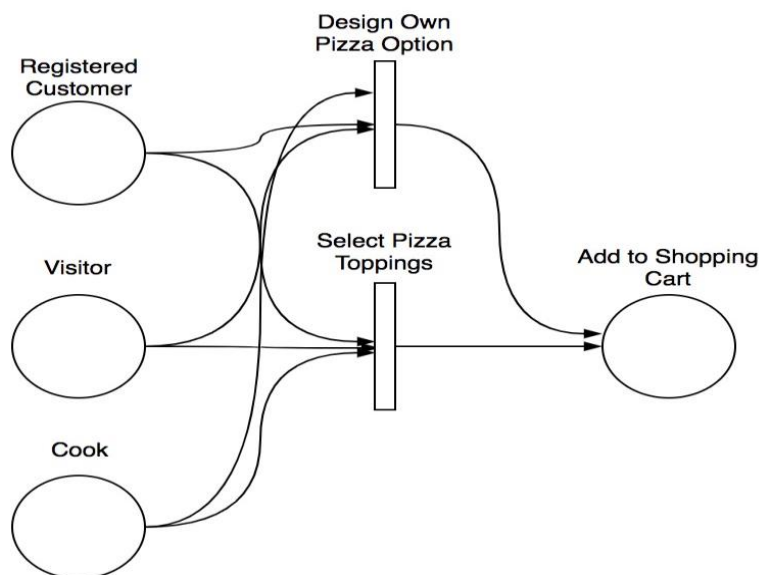 Design Own
Pizza Option
Registered
Customer
Select Pizza
Toppings
Visitor
Add to Shopping
Cart
Cook